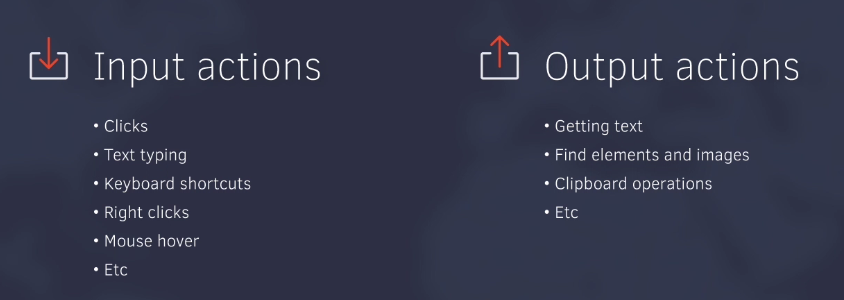 Input actions
• Clicks
• Text typing
• Keyboard shortcuts
• Right clicks
• Mouse hover
• Etc
Output actions
• Getting text
• Find elements and images
• Clipboard operations
• Etc